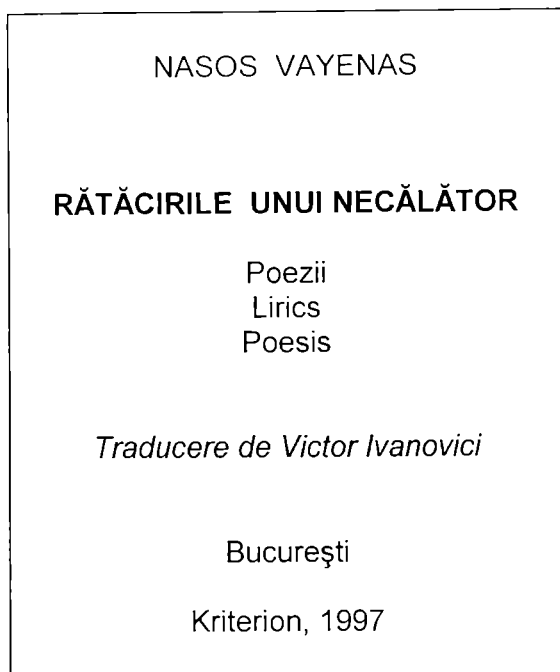 NASOS VAYENAS
RĂTĂCIRILE UNUI NECĂLĂTOR
Poezii
Lirics
Poesis
Traducere de Victor Ivanovici
Bucureşti
Kriterion, 1997